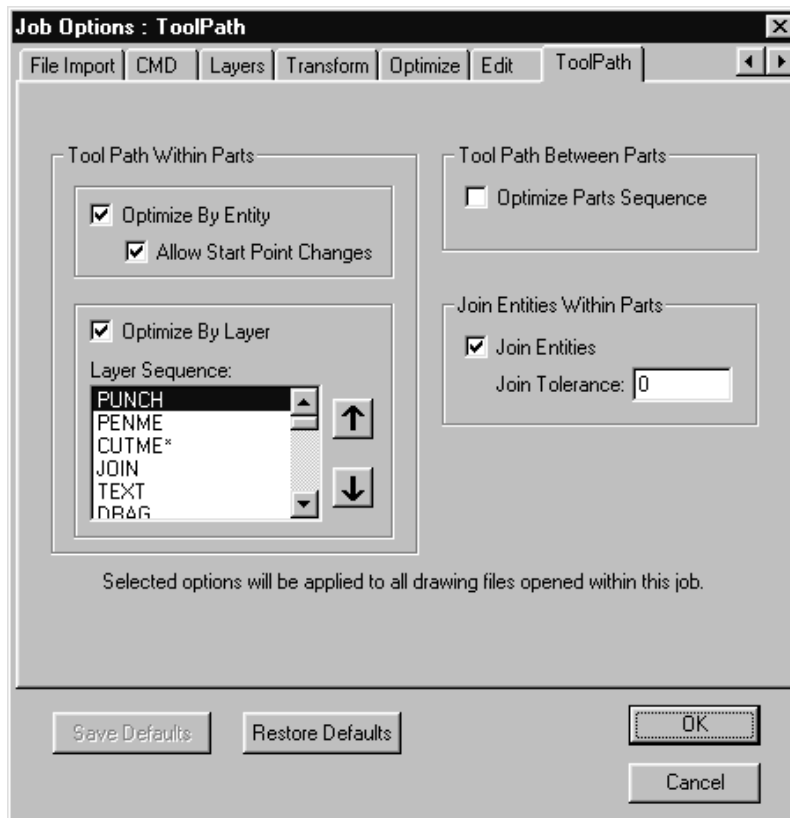 Job Options : ToolPath
File Import CMD Layers Transform Optimize Edit ToolPath
Tool Path Within Parts
Optimize By Entity
Allow Start Point Changes
Optimize By Layer
Layer Sequence:
PUNCH
PENME
CUTME*
JOIN
TEXT
DRAG
Tool Path Between Parts
Optimize Parts Sequence
Join Entities Within Parts
Join Entities
Join Tolerance: 0
Selected options will be applied to all drawing files opened within this job.
Save Defaults Restore Defaults OK
Cancel